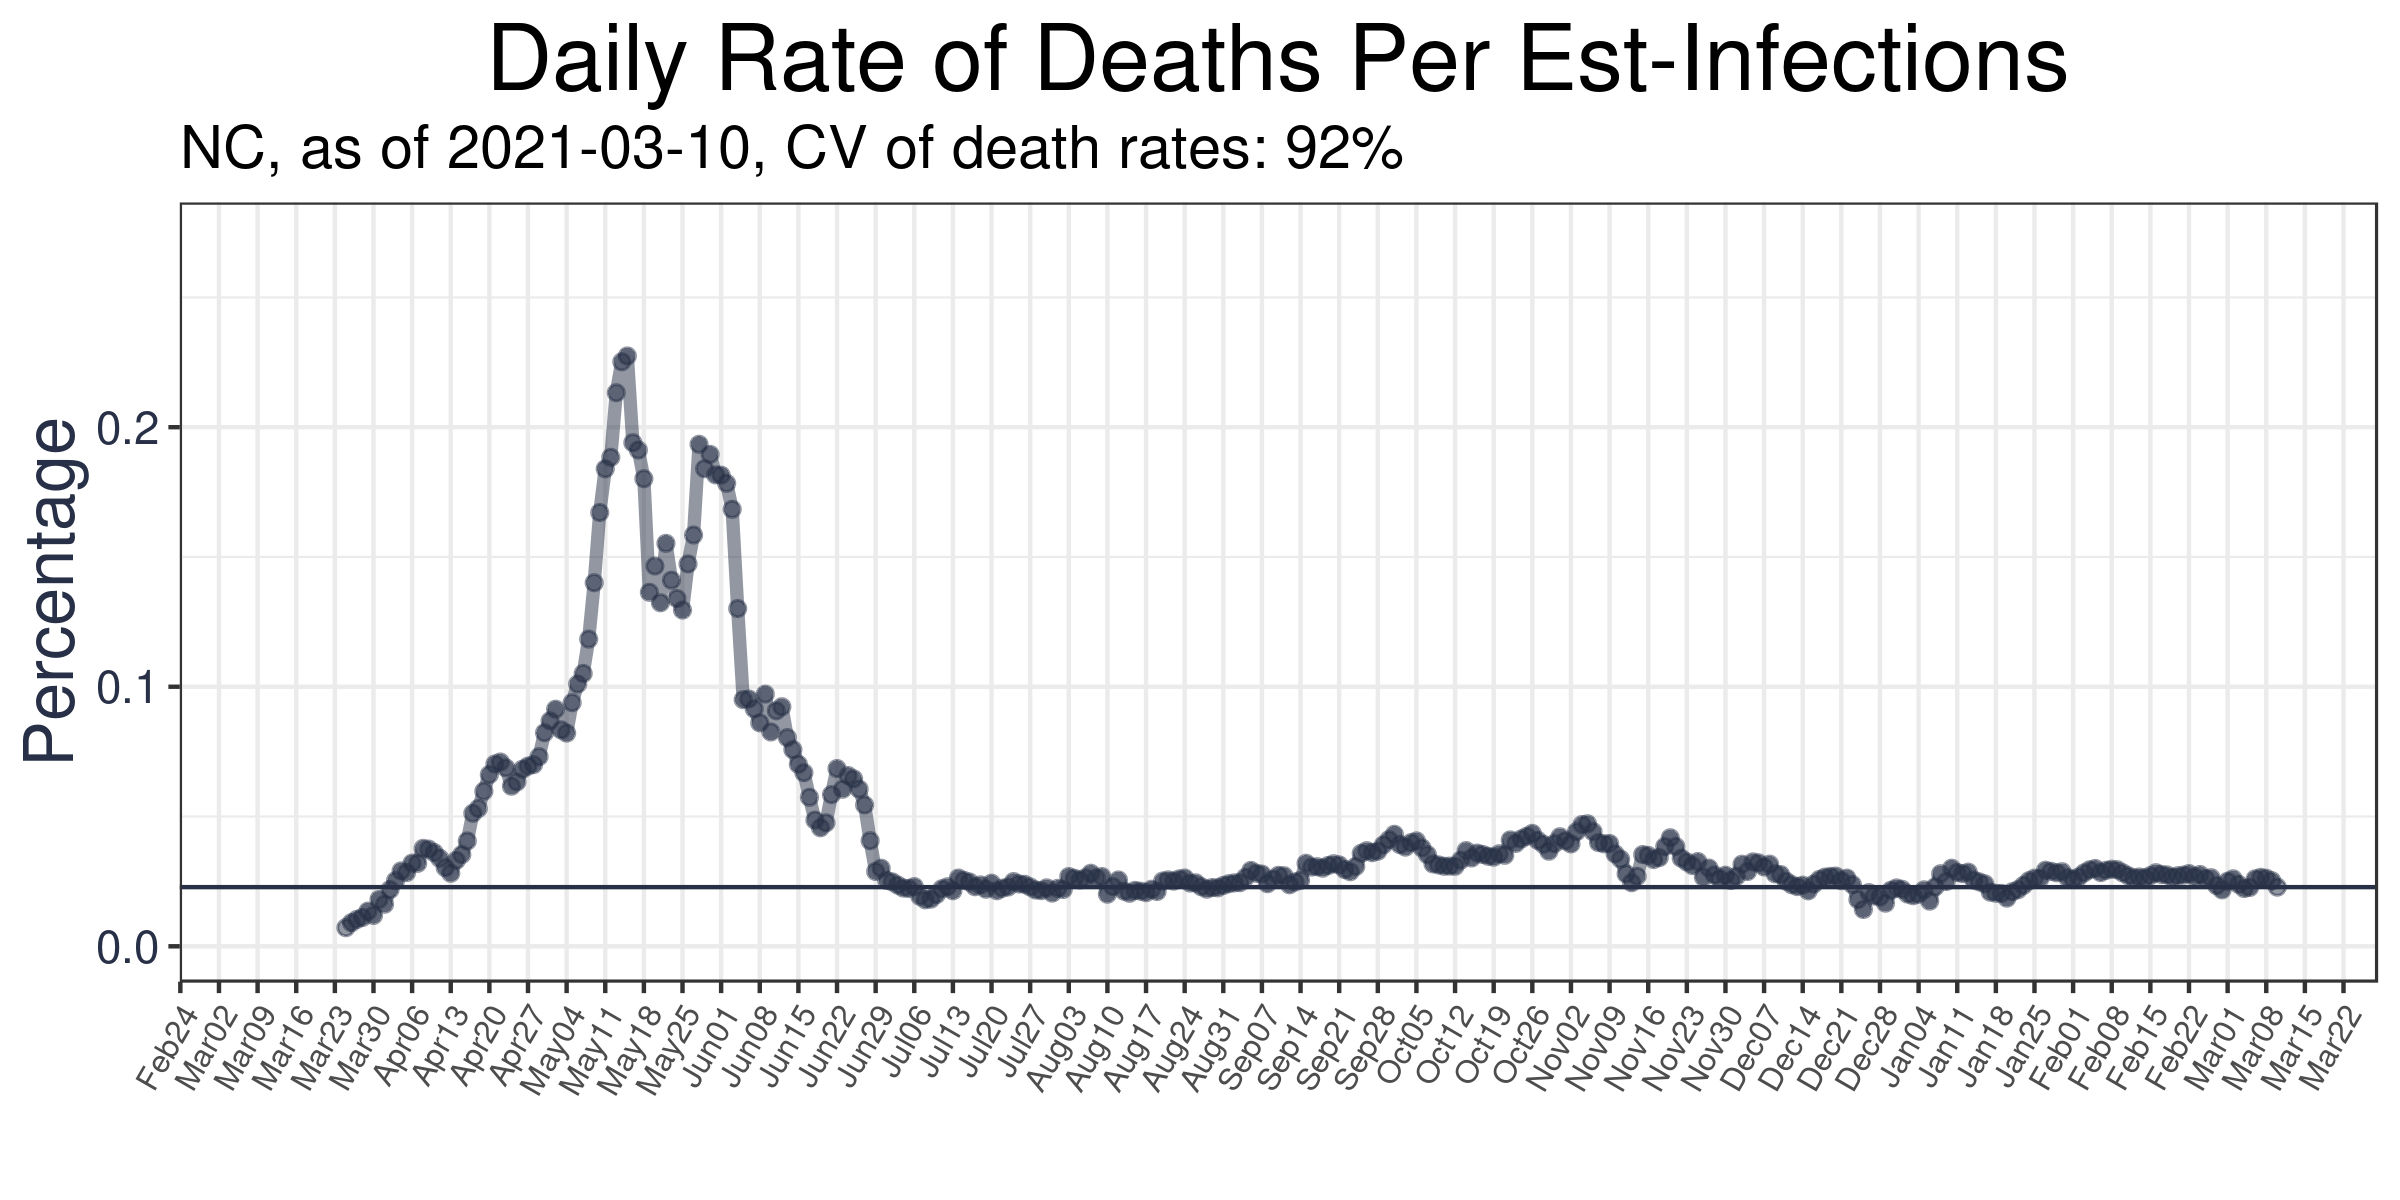 Daily Rate of Deaths Per Est-Infections
NC, as of 2021-03-10, CV of death rates: 92%
Percentage
0.2
0.1
0.0
Feb24 Mar02 Mar09 Mar16 Mar23 Mar30 Apr06 Apr13 Apr20 Apr27 May04 May11 May18 May25 Jun01 Jun08 Jun15 Jun22 Jun29 Jul06 Jul13 Jul20 Jul27 Aug03 Aug10 Aug17 Aug24 Aug31 Sep07 Sep14 Sep21 Sep28 Oct05 Oct12 Oct19 Oct26 Nov02 Nov09 Nov16 Nov23 Nov30 Dec07 Dec14 Dec21 Dec28 Jan04 Jan11 Jan18 Jan25 Feb01 Feb08 Feb15 Feb22 Mar01 Mar08 Mar15 Mar22